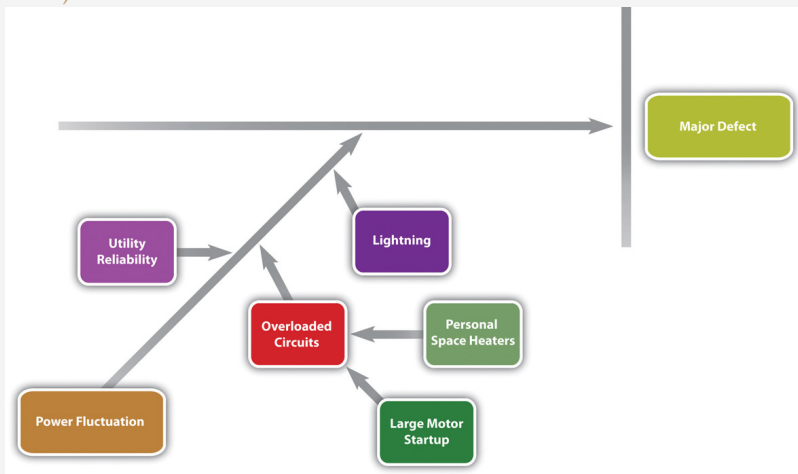 Major Defect
Utility
Reliability
Lightning
Overloaded
Circuits
Personal
Space Heaters
Power Fluctuation
Large Motor
Startup